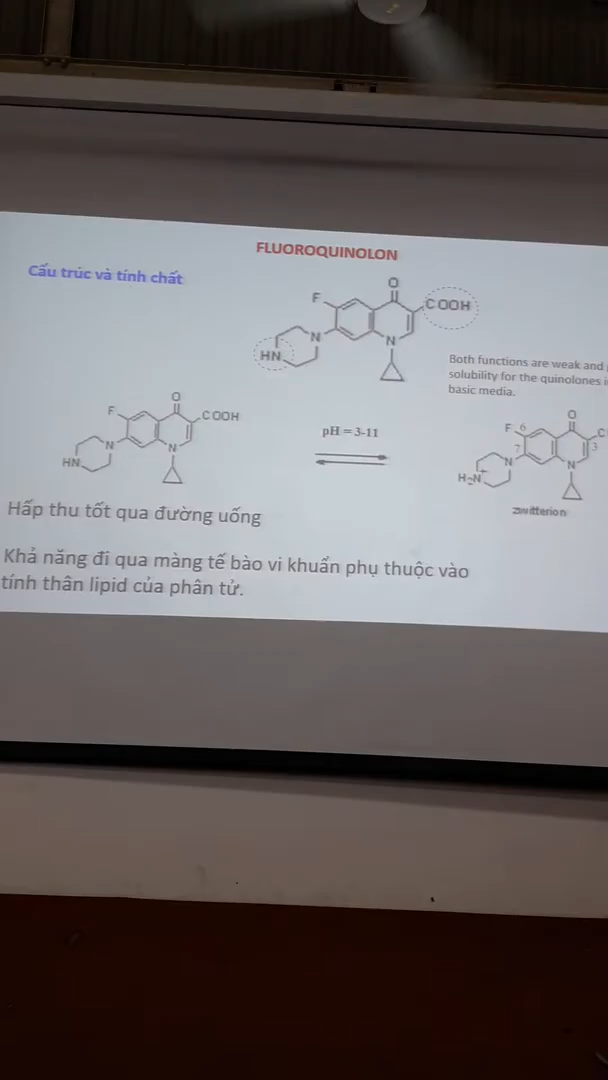 FLUOROQUINOLON
Cấu trúc và tính chất
O
F
COOH
N
HN
N
Both functions are weak and
solubility for the quinolones
basic media.
O
F
COOH
N
HN
N
pH = 3-11
O
F 6
7
3
N
H2N+
N
zwitterion
Hấp thu tốt qua đường uống
Khả năng đi qua màng tế bào vi khuẩn phụ thuộc vào
tính thân lipid của phân tử.